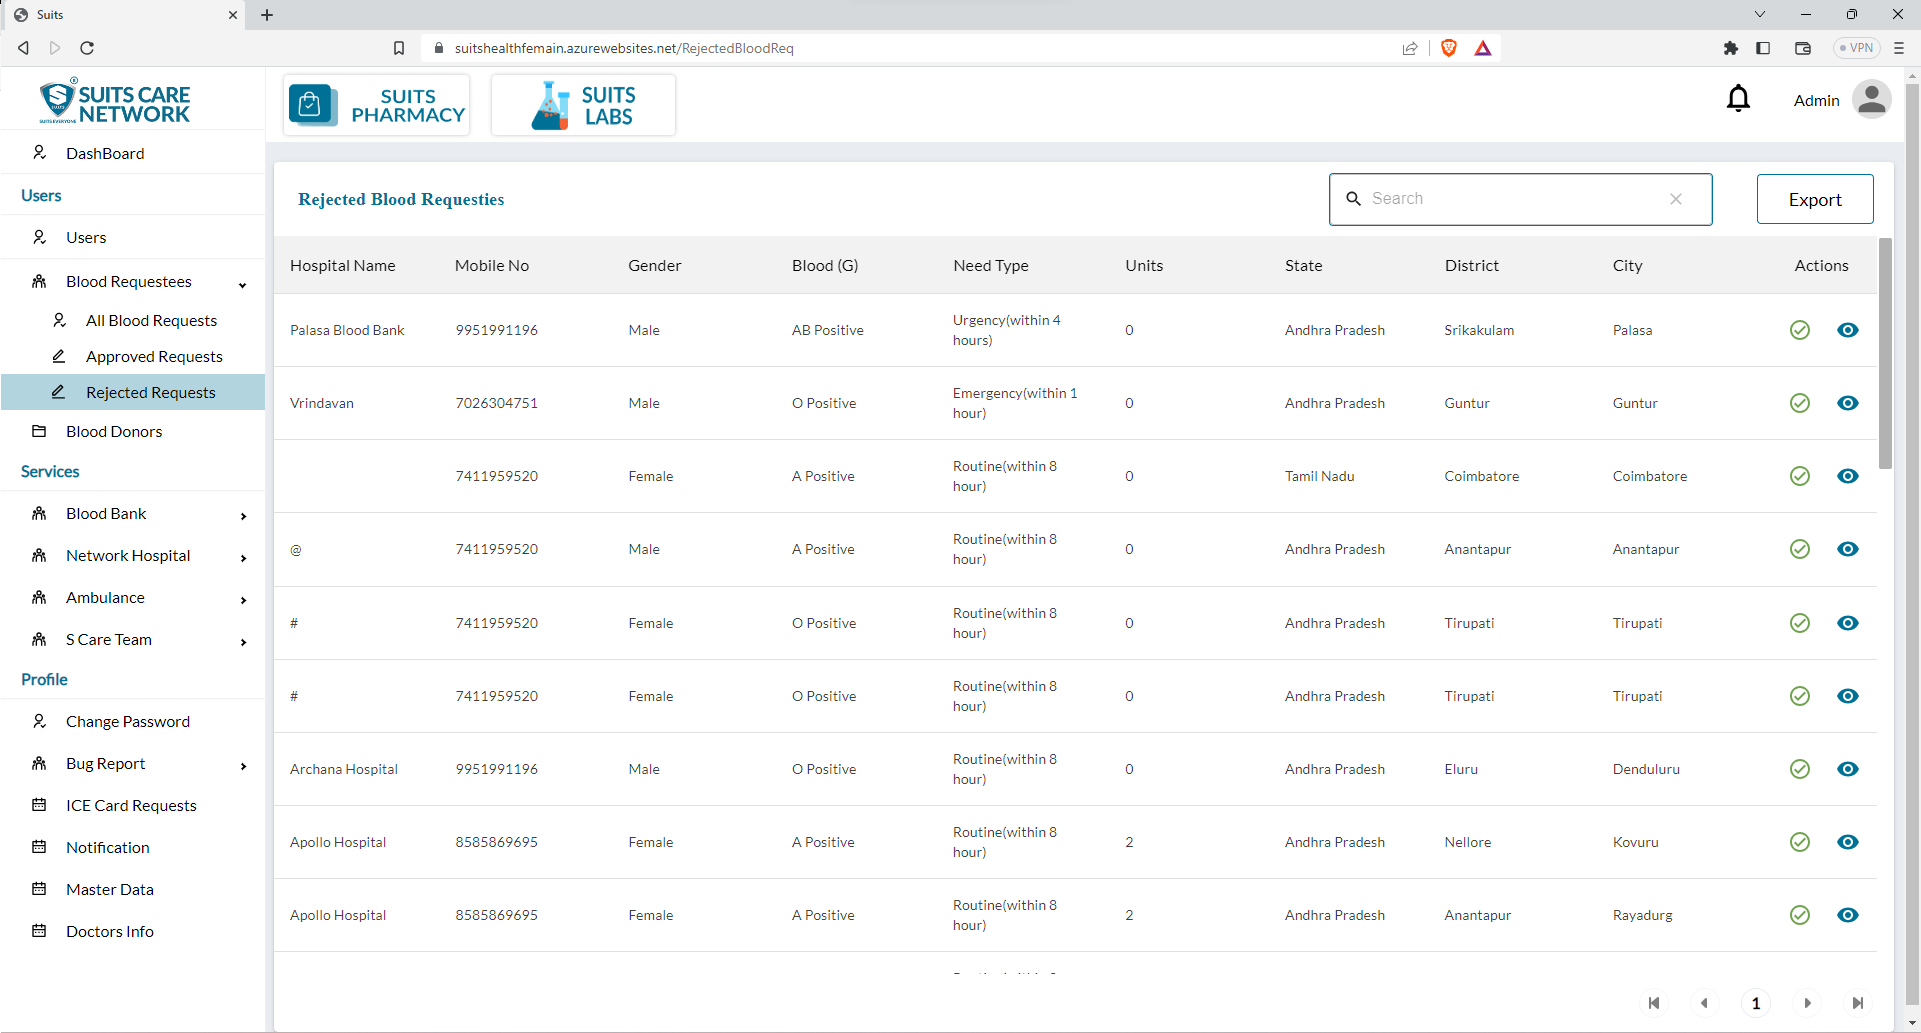 Suits
suitshealthfemain.azurewebsites.net/RejectedBloodReq
VPN
SUITS CARE
NETWORK
SUITS EVERYONE
SUITS
PHARMACY
SUITS
LABS
Admin
DashBoard
Users
Users
Blood Requestees
All Blood Requests
Approved Requests
Rejected Requests
Blood Donors
Services
Blood Bank
Network Hospital
Ambulance
S Care Team
Profile
Change Password
Bug Report
ICE Card Requests
Notification
Master Data
Doctors Info
Rejected Blood Requesties
Search
Export
Hospital Name Mobile No Gender Blood (G) Need Type Units State District City Actions
Palasa Blood Bank 9951991196 Male AB Positive Urgency(within 4 hours) 0 Andhra Pradesh Srikakulam Palasa
Vrindavan 7026304751 Male O Positive Emergency(within 1 hour) 0 Andhra Pradesh Guntur Guntur
7411959520 Female A Positive Routine(within 8 hour) 0 Tamil Nadu Coimbatore Coimbatore
@ 7411959520 Male A Positive Routine(within 8 hour) 0 Andhra Pradesh Anantapur Anantapur
# 7411959520 Female O Positive Routine(within 8 hour) 0 Andhra Pradesh Tirupati Tirupati
# 7411959520 Female O Positive Routine(within 8 hour) 0 Andhra Pradesh Tirupati Tirupati
Archana Hospital 9951991196 Male O Positive Routine(within 8 hour) 0 Andhra Pradesh Eluru Denduluru
Apollo Hospital 8585869695 Female A Positive Routine(within 8 hour) 2 Andhra Pradesh Nellore Kovuru
Apollo Hospital 8585869695 Female A Positive Routine(within 8 hour) 2 Andhra Pradesh Anantapur Rayadurg
1